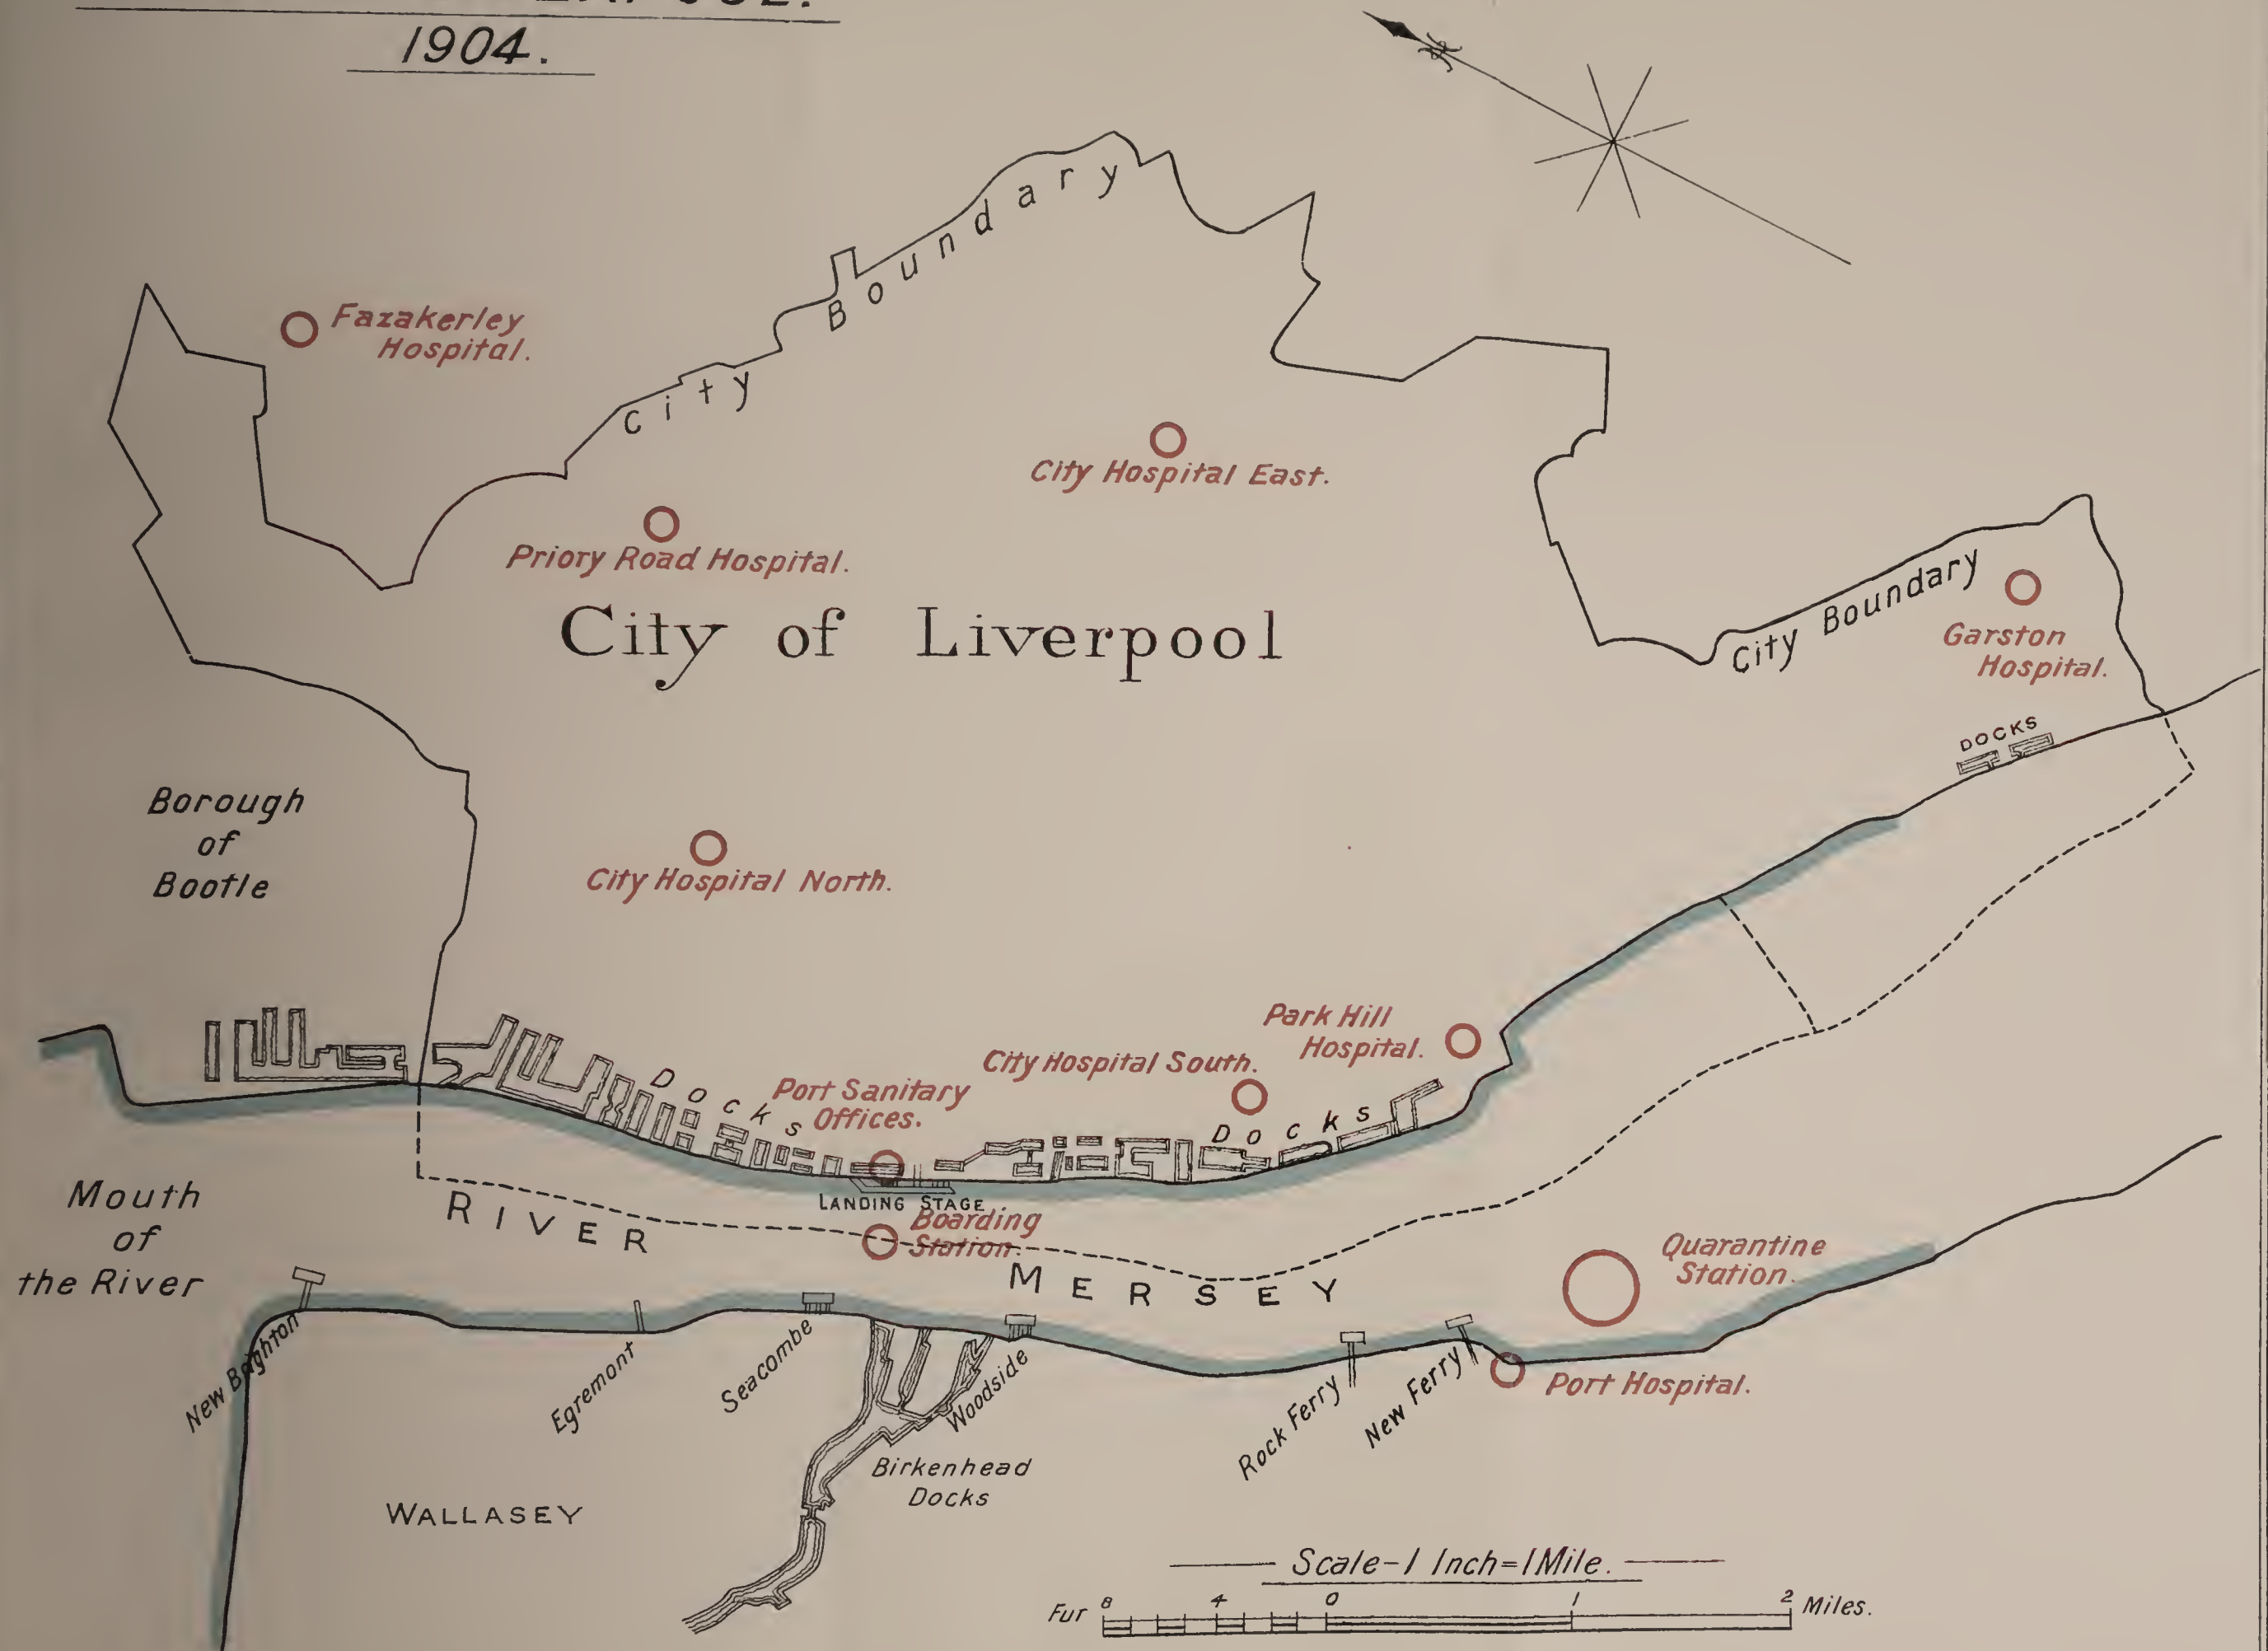 1904.
N
City Boundary
Fazakerley
Hospital.
City Hospital East.
Priory Road Hospital.
City of Liverpool
City Boundary
Garston
Hospital.
DOCKS
Borough
of
Bootle
City Hospital North.
Park Hill
Hospital.
City Hospital South.
Docks
Port Sanitary
Offices.
Docks
LANDING STAGE
Boarding
Station.
Mouth
of
the River
RIVER MERSEY
Quarantine
Station.
New Brighton
Egremont
Seacombe
Woodside
Rock Ferry
New Ferry
Port Hospital.
Birkenhead
Docks
WALLASEY
Scale-1 Inch=1 Mile.
Fur 8 4 0 1 2 Miles.